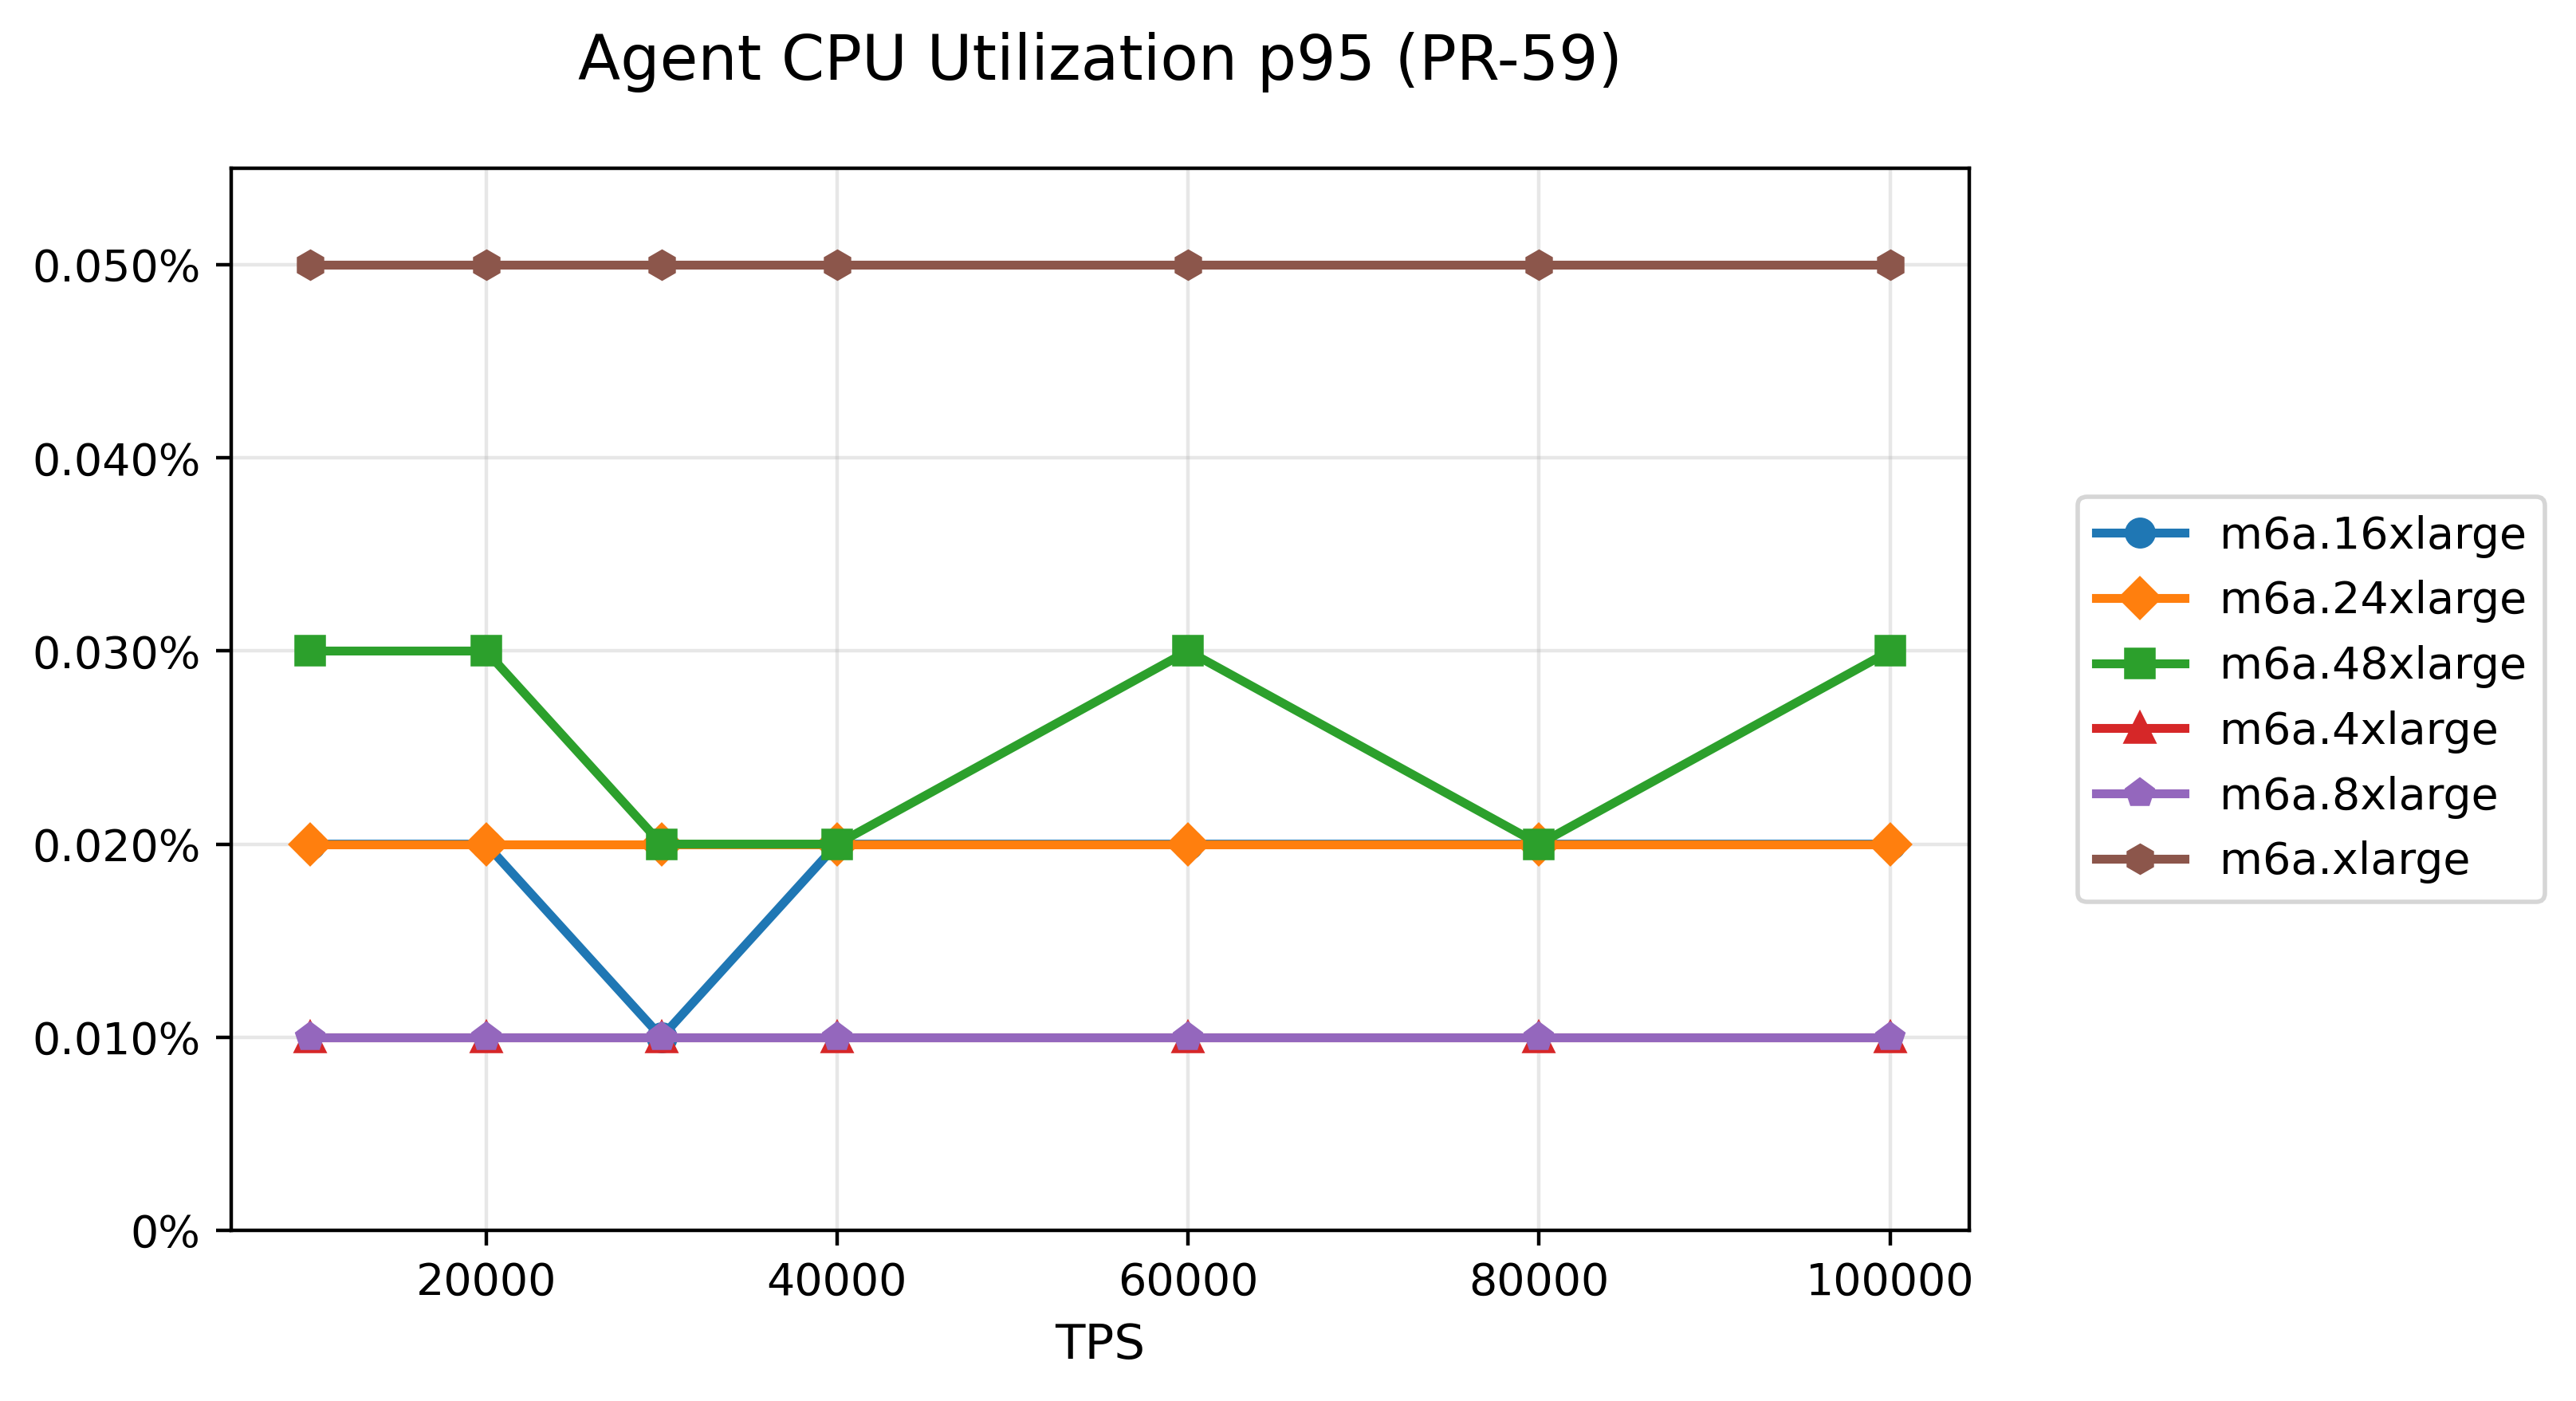 Agent CPU Utilization p95 (PR-59)
0.050%
0.040%
0.030%
0.020%
0.010%
0%
20000 40000 60000 80000 100000
TPS
m6a.16xlarge
m6a.24xlarge
m6a.48xlarge
m6a.4xlarge
m6a.8xlarge
m6a.xlarge